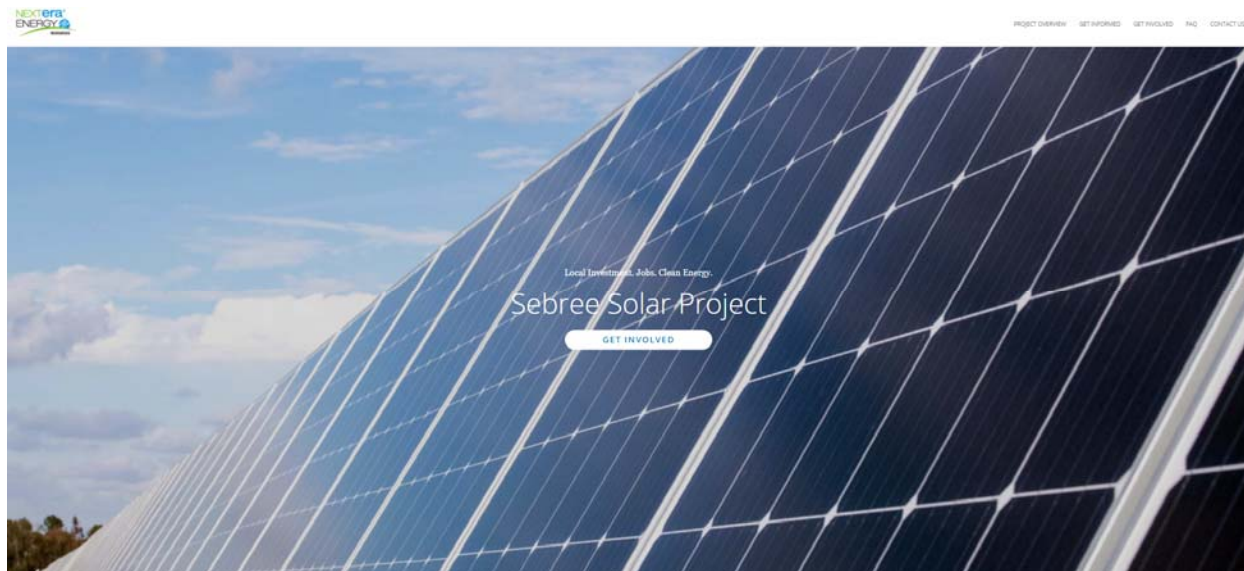 NEXTera
ENERGY
RESOURCES
PROJECT OVERVIEW GET INFORMED GET INVOLVED FAQ CONTACT US
Local Investment. Jobs. Clean Energy.
Sebree Solar Project
GET INVOLVED